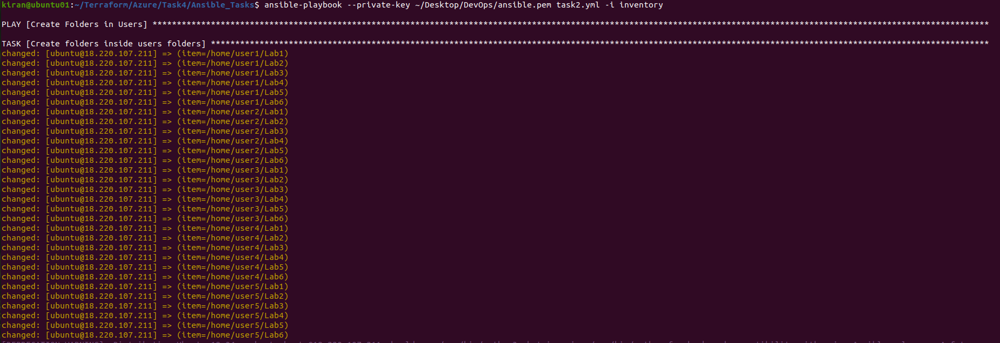 kiran@ubuntu01:~/Terraform/Azure/Task4/Ansible_Tasks$ ansible-playbook --private-key ~/Desktop/DevOps/ansible.pem task2.yml -i inventory
PLAY [Create Folders in Users] ****************************************************************************************************************************************************************************
TASK [Create folders inside users folders] ****************************************************************************************************************************************************************
changed: [ubuntu@18.220.107.211] => (item=/home/user1/Lab1)
changed: [ubuntu@18.220.107.211] => (item=/home/user1/Lab2)
changed: [ubuntu@18.220.107.211] => (item=/home/user1/Lab3)
changed: [ubuntu@18.220.107.211] => (item=/home/user1/Lab4)
changed: [ubuntu@18.220.107.211] => (item=/home/user1/Lab5)
changed: [ubuntu@18.220.107.211] => (item=/home/user1/Lab6)
changed: [ubuntu@18.220.107.211] => (item=/home/user2/Lab1)
changed: [ubuntu@18.220.107.211] => (item=/home/user2/Lab2)
changed: [ubuntu@18.220.107.211] => (item=/home/user2/Lab3)
changed: [ubuntu@18.220.107.211] => (item=/home/user2/Lab4)
changed: [ubuntu@18.220.107.211] => (item=/home/user2/Lab5)
changed: [ubuntu@18.220.107.211] => (item=/home/user2/Lab6)
changed: [ubuntu@18.220.107.211] => (item=/home/user3/Lab1)
changed: [ubuntu@18.220.107.211] => (item=/home/user3/Lab2)
changed: [ubuntu@18.220.107.211] => (item=/home/user3/Lab3)
changed: [ubuntu@18.220.107.211] => (item=/home/user3/Lab4)
changed: [ubuntu@18.220.107.211] => (item=/home/user3/Lab5)
changed: [ubuntu@18.220.107.211] => (item=/home/user3/Lab6)
changed: [ubuntu@18.220.107.211] => (item=/home/user4/Lab1)
changed: [ubuntu@18.220.107.211] => (item=/home/user4/Lab2)
changed: [ubuntu@18.220.107.211] => (item=/home/user4/Lab3)
changed: [ubuntu@18.220.107.211] => (item=/home/user4/Lab4)
changed: [ubuntu@18.220.107.211] => (item=/home/user4/Lab5)
changed: [ubuntu@18.220.107.211] => (item=/home/user4/Lab6)
changed: [ubuntu@18.220.107.211] => (item=/home/user5/Lab1)
changed: [ubuntu@18.220.107.211] => (item=/home/user5/Lab2)
changed: [ubuntu@18.220.107.211] => (item=/home/user5/Lab3)
changed: [ubuntu@18.220.107.211] => (item=/home/user5/Lab4)
changed: [ubuntu@18.220.107.211] => (item=/home/user5/Lab5)
changed: [ubuntu@18.220.107.211] => (item=/home/user5/Lab6)